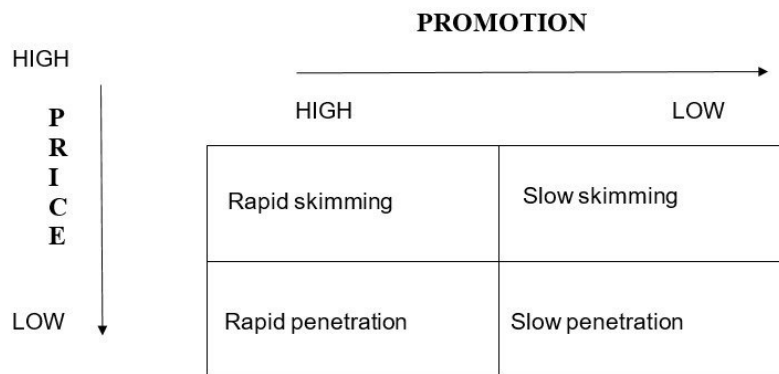 PROMOTION
HIGH
HIGH
LOW
P
R
I
C
E
Rapid skimming
Slow skimming
LOW
Rapid penetration
Slow penetration